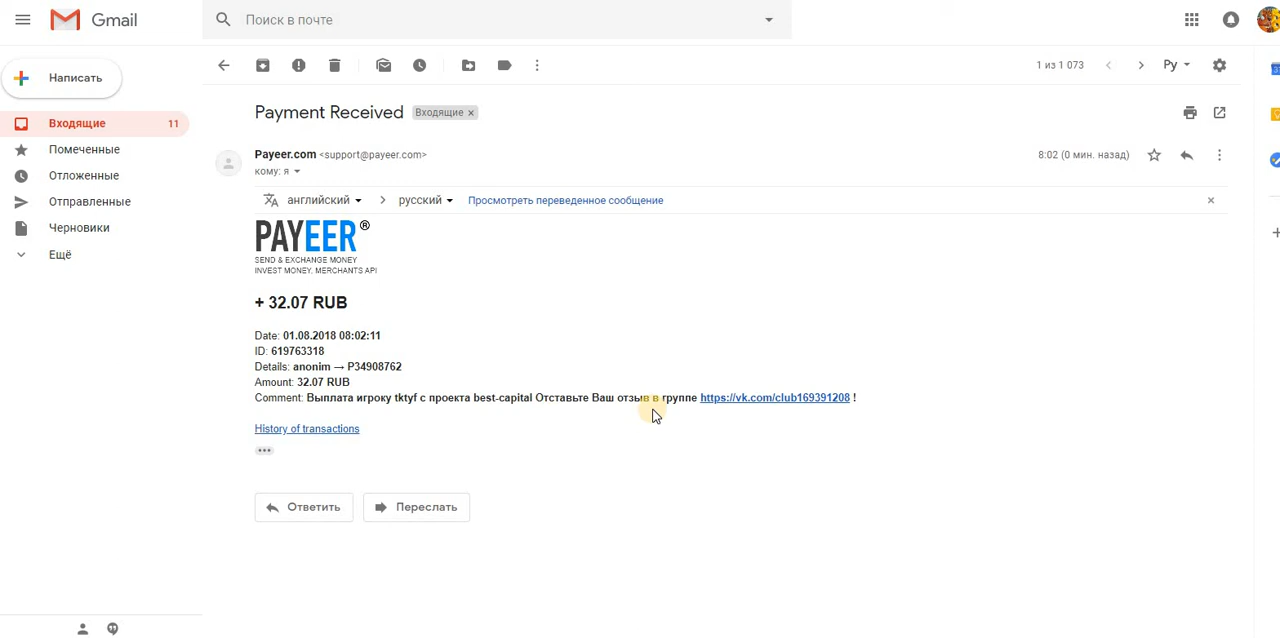 Gmail
Поиск в почте
Написать
1 из 1 073
Ру
Входящие 11
Помеченные
Отложенные
Отправленные
Черновики
Ещё
Payment Received Входящие ×
Payeer.com <support@payeer.com> 8:02 (0 мин. назад)
кому: я
английский > русский Просмотреть переведенное сообщение ×
PAYEER®
SEND & EXCHANGE MONEY
INVEST MONEY, MERCHANTS API
+ 32.07 RUB
Date: 01.08.2018 08:02:11
ID: 619763318
Details: anonim → P34908762
Amount: 32.07 RUB
Comment: Выплата игроку tktyf с проекта best-capital Отставьте Ваш отзыв в группе https://vk.com/club169391208 !
History of transactions
Ответить Переслать